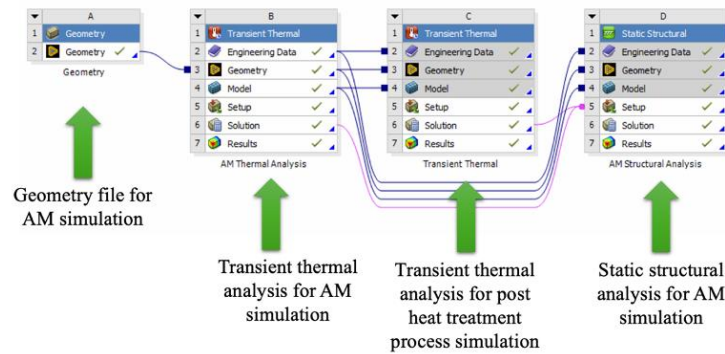 A
1 Geometry
2 Geometry
Geometry
B
1 Transient Thermal
2 Engineering Data
3 Geometry
4 Model
5 Setup
6 Solution
7 Results
AM Thermal Analysis
C
1 Transient Thermal
2 Engineering Data
3 Geometry
4 Model
5 Setup
6 Solution
7 Results
Transient Thermal
D
1 Static Structural
2 Engineering Data
3 Geometry
4 Model
5 Setup
6 Solution
7 Results
AM Structural Analysis
Geometry file for
AM simulation
Transient thermal
analysis for AM
simulation
Transient thermal
analysis for post
heat treatment
process simulation
Static structural
analysis for AM
simulation